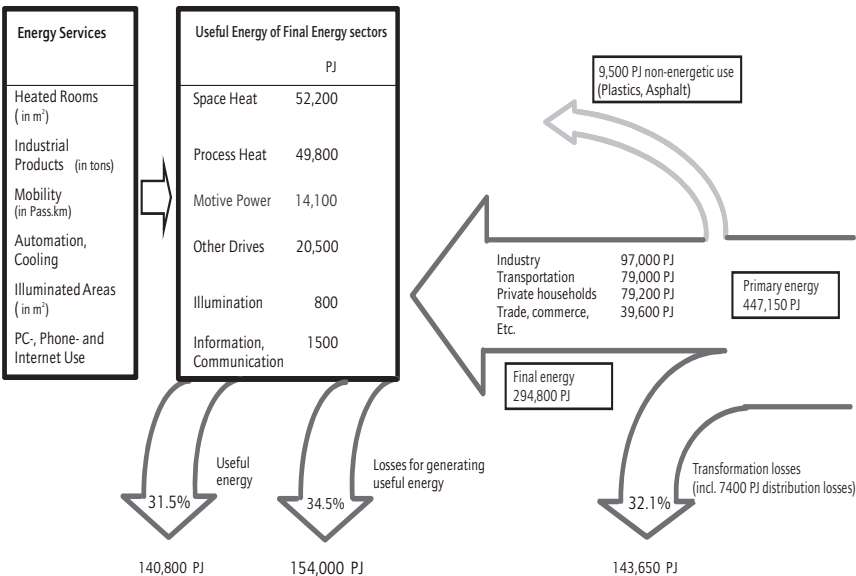 Energy Services
Heated Rooms
( in m²)
Industrial
Products (in tons)
Mobility
(in Pass.km)
Automation,
Cooling
Illuminated Areas
( in m²)
PC-, Phone- and
Internet Use
Useful Energy of Final Energy sectors
PJ
Space Heat 52,200
Process Heat 49,800
Motive Power 14,100
Other Drives 20,500
Illumination 800
Information, 1500
Communication
9,500 PJ non-energetic use
(Plastics, Asphalt)
Industry 97,000 PJ
Transportation 79,000 PJ
Private households 79,200 PJ
Trade, commerce, 39,600 PJ
Etc.
Primary energy
447,150 PJ
Final energy
294,800 PJ
Useful
energy
31.5%
140,800 PJ
Losses for generating
useful energy
34.5%
154,000 PJ
Transformation losses
(incl. 7400 PJ distribution losses)
32.1%
143,650 PJ